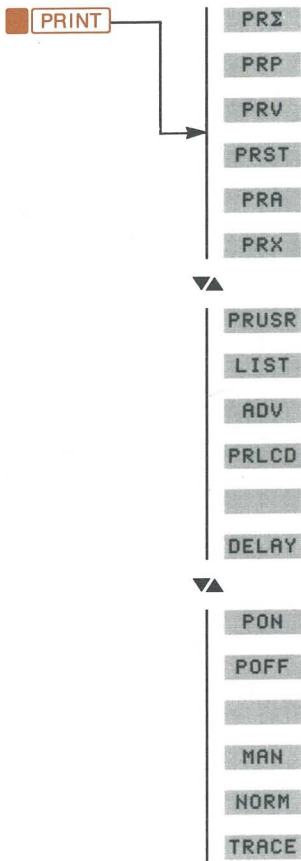 PRINT
PRΣ
PRP
PRV
PRST
PRA
PRX
▼▲
PRUSR
LIST
ADV
PRLCD
DELAY
▼▲
PON
POFF
MAN
NORM
TRACE